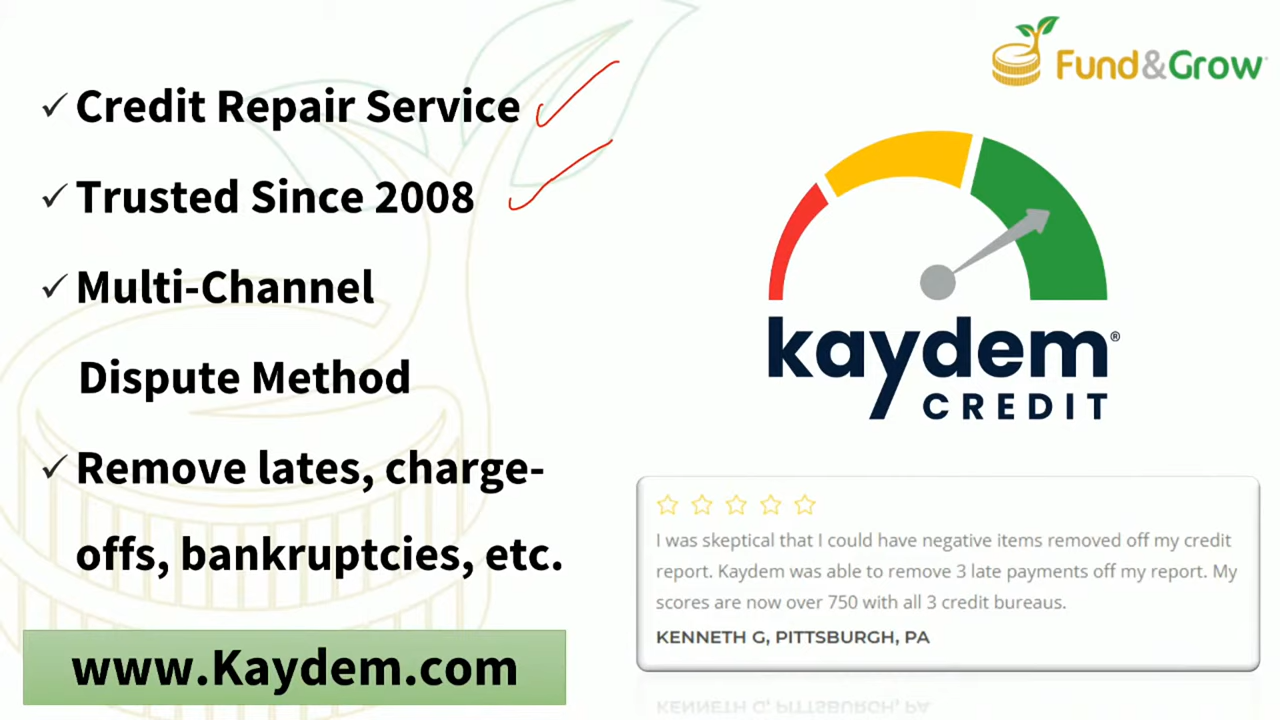 Fund&Grow
Credit Repair Service
Trusted Since 2008
Multi-Channel
Dispute Method
Remove lates, charge-
offs, bankruptcies, etc.
www.Kaydem.com
kaydem®
CREDIT
I was skeptical that I could have negative items removed off my credit
report. Kaydem was able to remove 3 late payments off my report. My
scores are now over 750 with all 3 credit bureaus.
KENNETH G, PITTSBURGH, PA
KENNETH G, PITTSBURGH, PA